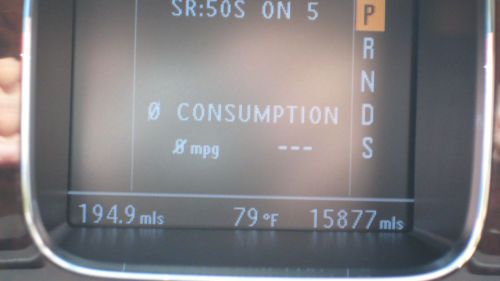 SR:50S ON 5
P
R
N
D
S
Ø CONSUMPTION
Ø mpg ---
194.9 mls 79 °F 15877 mls